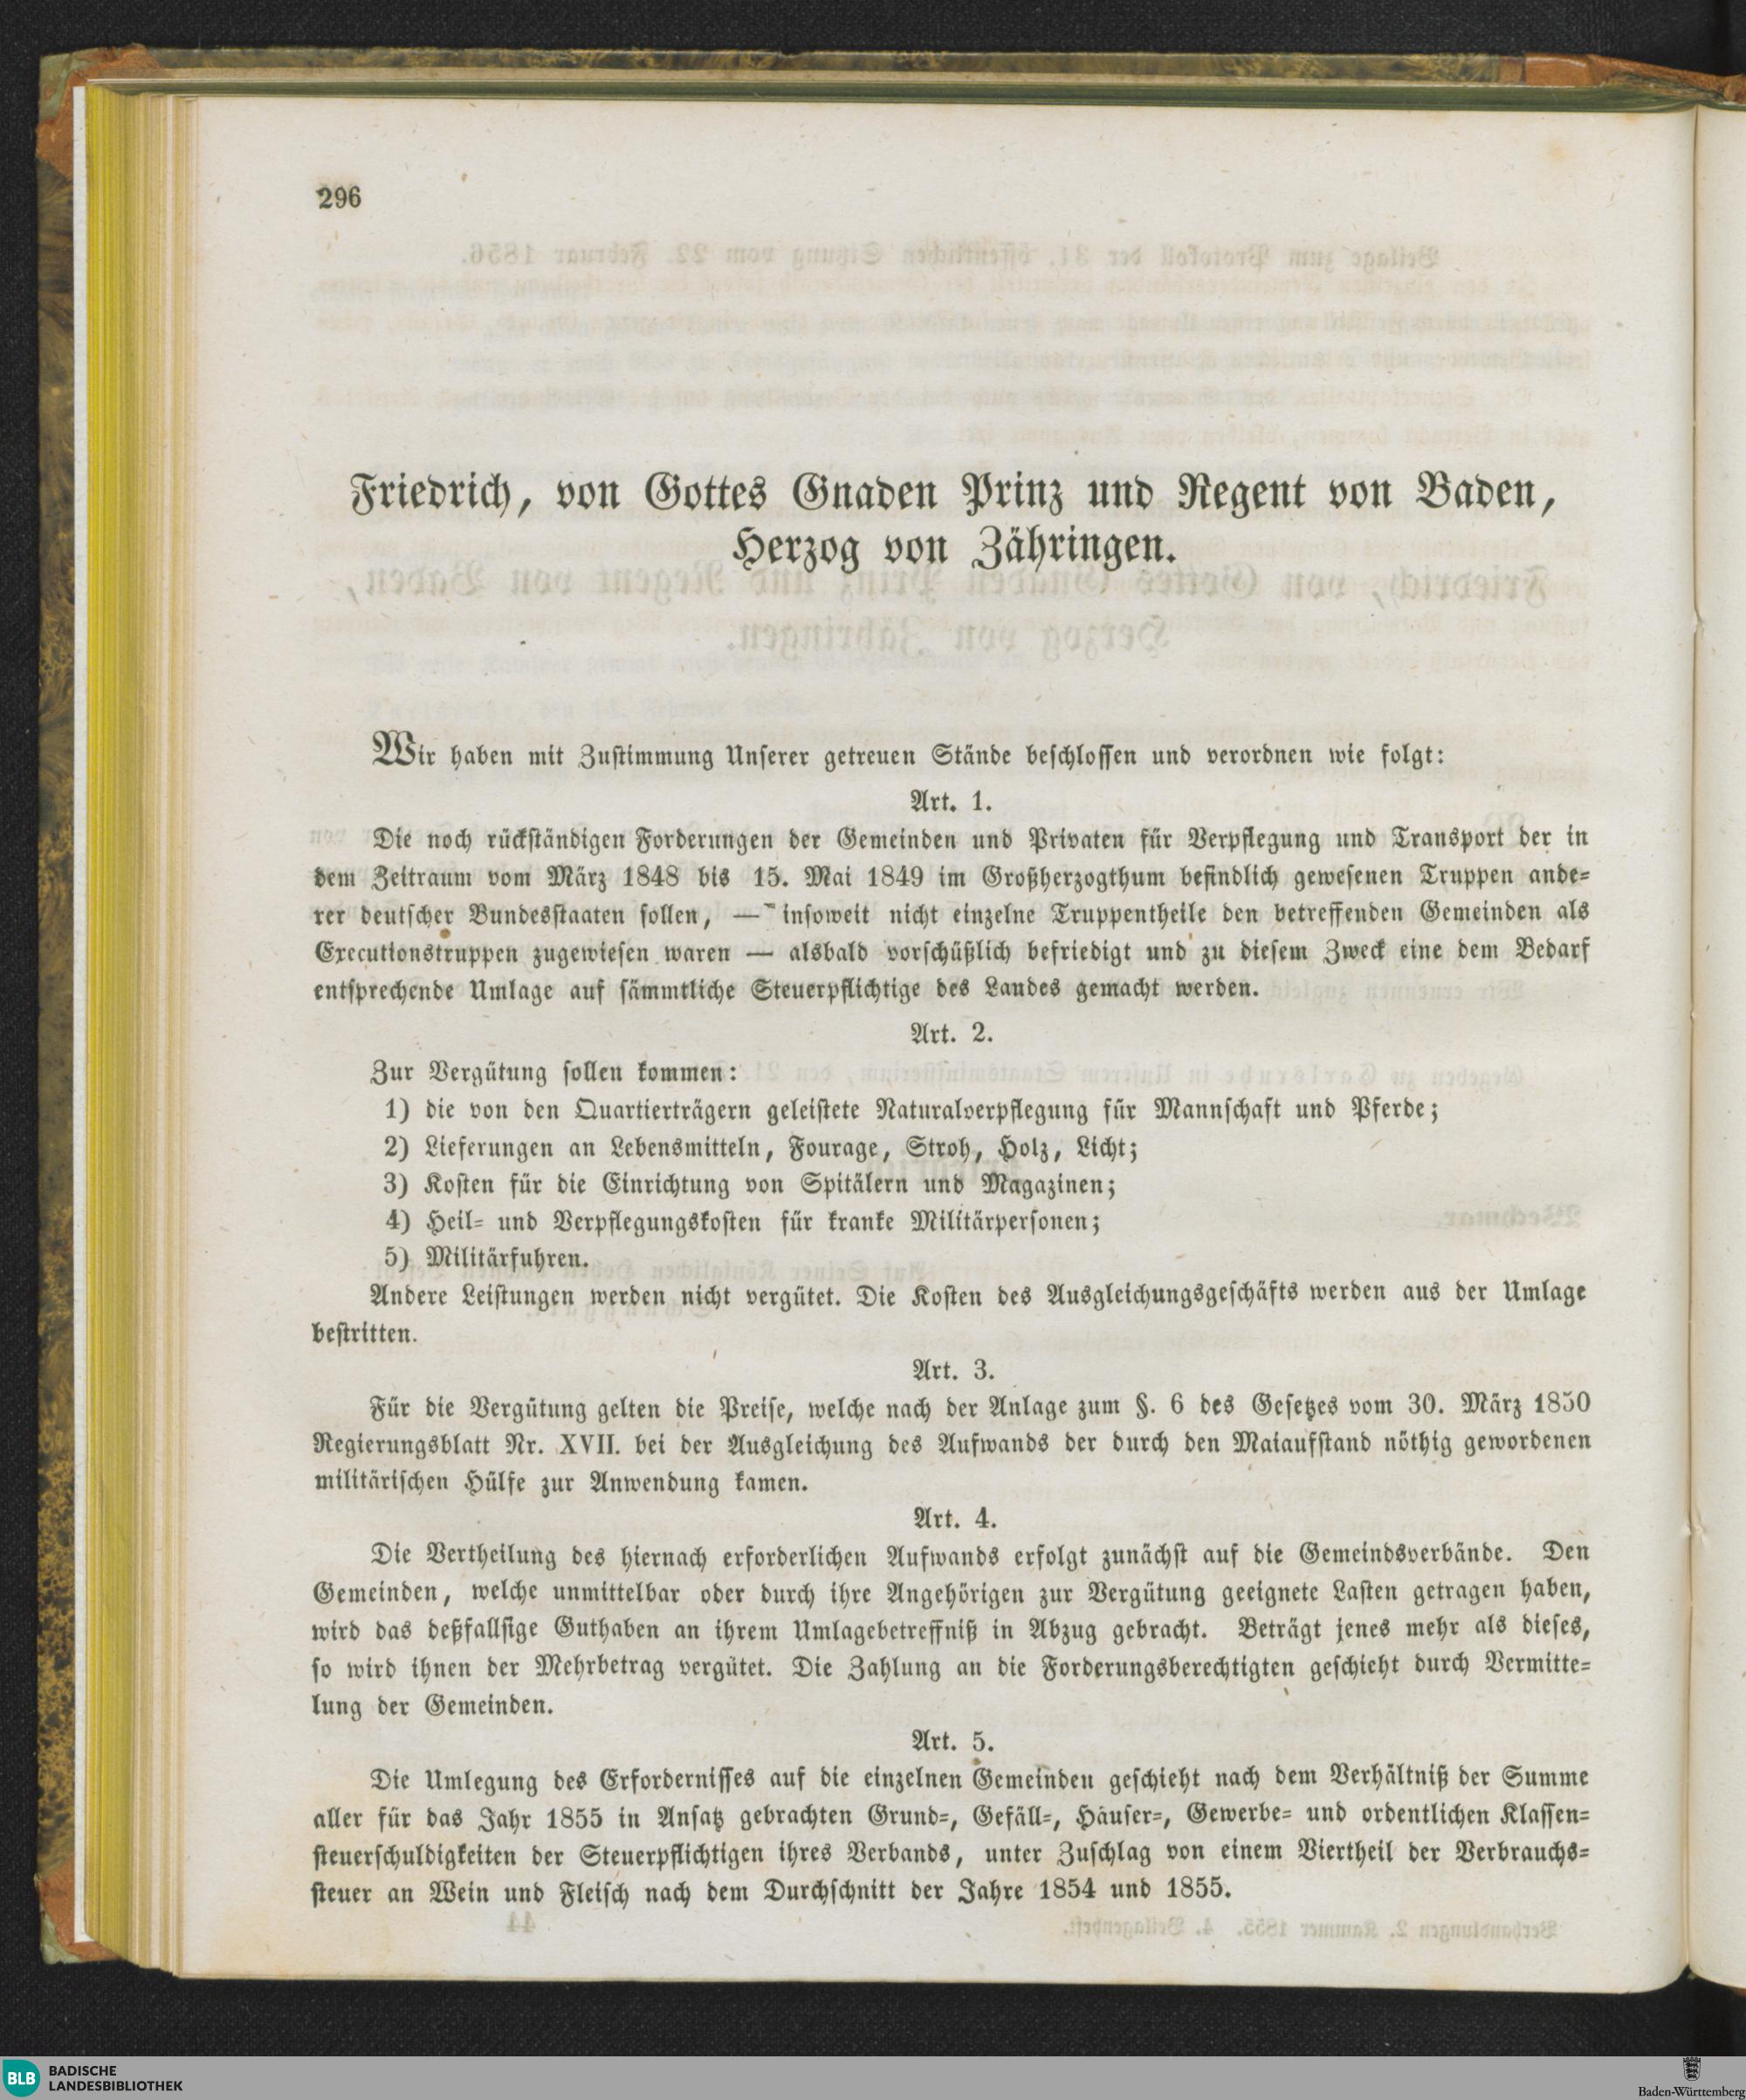 296
Friedrich, von Gottes Gnaden Prinz und Regent von Baden,
Herzog von Zähringen.
Wir haben mit Zustimmung Unserer getreuen Stände beschlossen und verordnen wie folgt:
Art. 1.
Die noch rückständigen Forderungen der Gemeinden und Privaten für Verpflegung und Transport der in
dem Zeitraum vom März 1848 bis 15. Mai 1849 im Großherzogthum befindlich gewesenen Truppen ande-
rer deutscher Bundesstaaten sollen, — insoweit nicht einzelne Truppentheile den betreffenden Gemeinden als
Executionstruppen zugewiesen waren — alsbald vorschüßlich befriedigt und zu diesem Zweck eine dem Bedarf
entsprechende Umlage auf sämmtliche Steuerpflichtige des Landes gemacht werden.
Art. 2.
Zur Vergütung sollen kommen:
1) die von den Quartierträgern geleistete Naturalverpflegung für Mannschaft und Pferde;
2) Lieferungen an Lebensmitteln, Fourage, Stroh, Holz, Licht;
3) Kosten für die Einrichtung von Spitälern und Magazinen;
4) Heil- und Verpflegungskosten für kranke Militärpersonen;
5) Militärfuhren.
Andere Leistungen werden nicht vergütet. Die Kosten des Ausgleichungsgeschäfts werden aus der Umlage
bestritten.
Art. 3.
Für die Vergütung gelten die Preise, welche nach der Anlage zum §. 6 des Gesetzes vom 30. März 1850
Regierungsblatt Nr. XVII. bei der Ausgleichung des Aufwands der durch den Maiaufstand nöthig gewordenen
militärischen Hülfe zur Anwendung kamen.
Art. 4.
Die Vertheilung des hiernach erforderlichen Aufwands erfolgt zunächst auf die Gemeindsverbände. Den
Gemeinden, welche unmittelbar oder durch ihre Angehörigen zur Vergütung geeignete Lasten getragen haben,
wird das deßfallsige Guthaben an ihrem Umlagebetreffniß in Abzug gebracht. Beträgt jenes mehr als dieses,
so wird ihnen der Mehrbetrag vergütet. Die Zahlung an die Forderungsberechtigten geschieht durch Vermitte-
lung der Gemeinden.
Art. 5.
Die Umlegung des Erfordernisses auf die einzelnen Gemeinden geschieht nach dem Verhältniß der Summe
aller für das Jahr 1855 in Ansatz gebrachten Grund-, Gefäll-, Häuser-, Gewerbe- und ordentlichen Klassen-
steuerschuldigkeiten der Steuerpflichtigen ihres Verbands, unter Zuschlag von einem Viertheil der Verbrauchs-
steuer an Wein und Fleisch nach dem Durchschnitt der Jahre 1854 und 1855.
BLB BADISCHE
LANDESBIBLIOTHEK
Baden-Württemberg